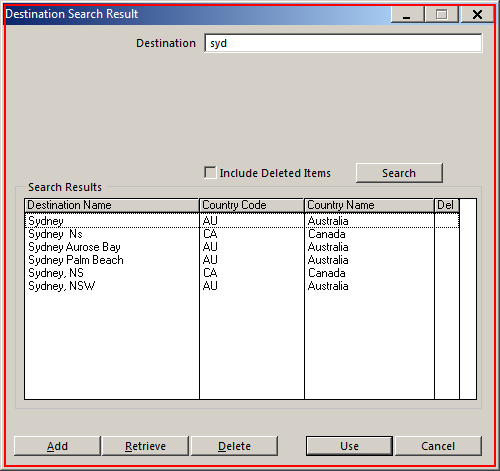 Destination Search Result
Destination syd
Include Deleted Items Search
Search Results
Destination Name Country Code Country Name Del
Sydney AU Australia
Sydney Ns CA Canada
Sydney Aurose Bay AU Australia
Sydney Palm Beach AU Australia
Sydney, NS CA Canada
Sydney, NSW AU Australia
Add Retrieve Delete Use Cancel